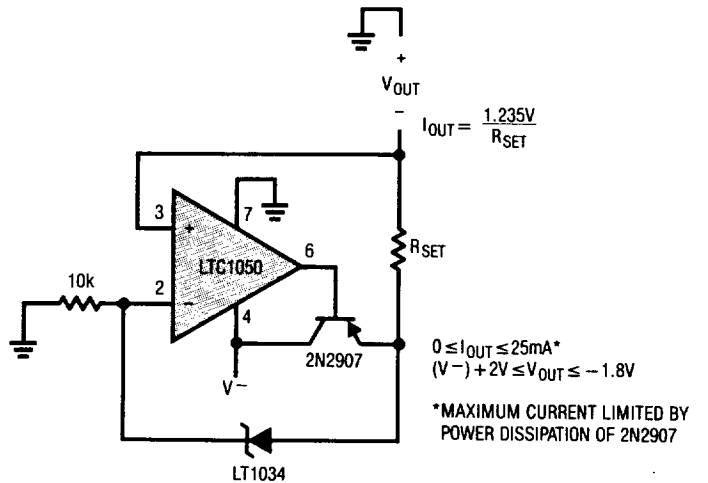 +
VOUT
−
IOUT = 1.235V
RSET
3
+
7
LTC1050
6
RSET
10k
2
−
4
2N2907
V−
0 ≤ IOUT ≤ 25mA*
(V−) + 2V ≤ VOUT ≤ −1.8V
*MAXIMUM CURRENT LIMITED BY
POWER DISSIPATION OF 2N2907
LT1034